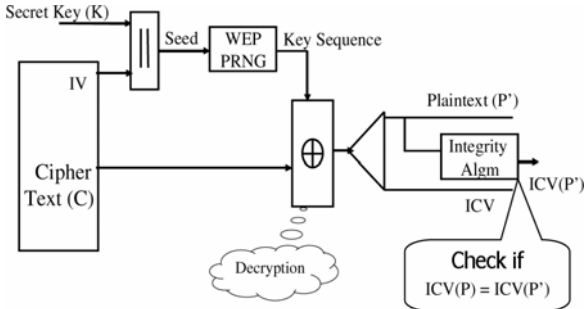 Secret Key (K)
IV
||
Seed
WEP
PRNG
Key Sequence
Cipher
Text (C)
⊕
Decryption
Plaintext (P’)
Integrity
Algm
ICV(P’)
ICV
Check if
ICV(P) = ICV(P’)